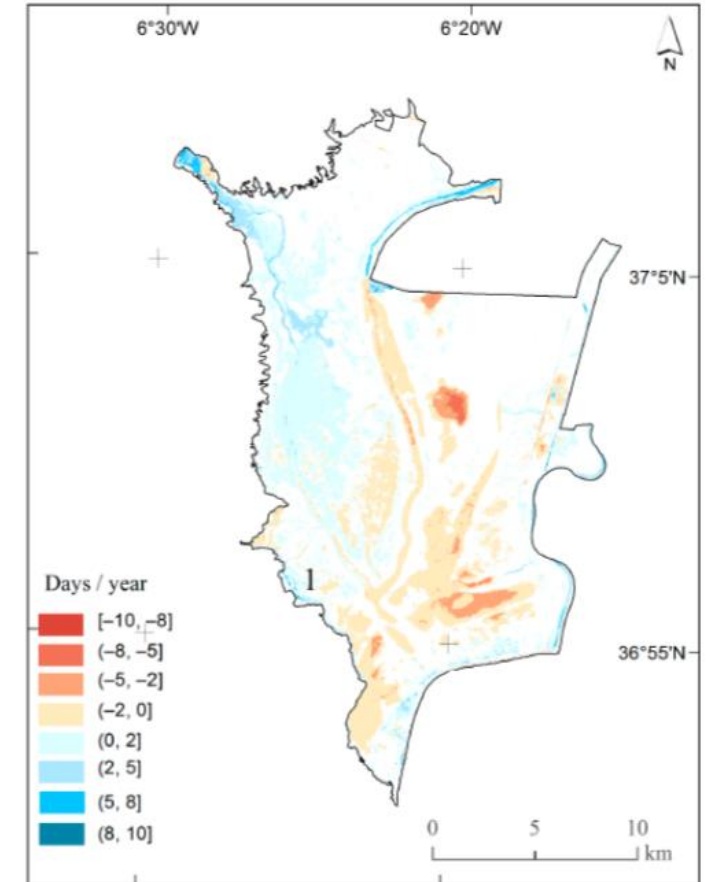 6°30'W 6°20'W
N
37°5'N
1
Days / year
[–10, –8]
(–8, –5]
(–5, –2]
(–2, 0]
(0, 2]
(2, 5]
(5, 8]
(8, 10]
36°55'N
0 5 10
km